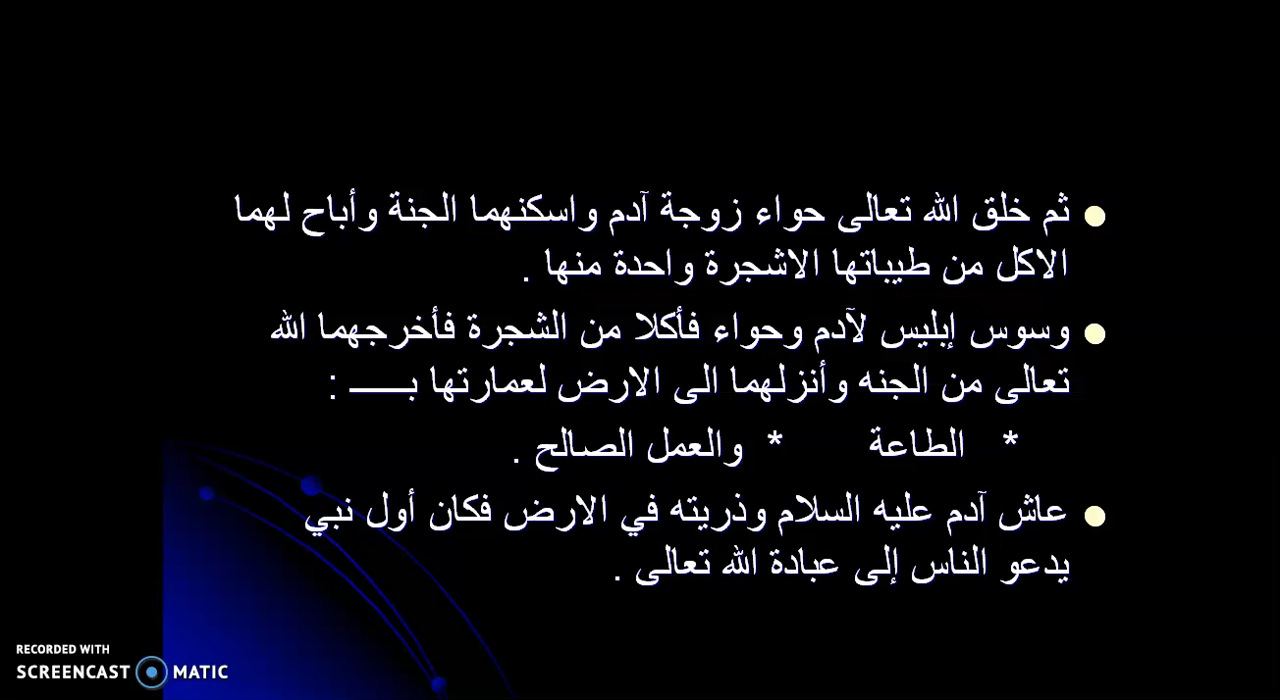 ثم خلق الله تعالى حواء زوجة آدم واسكنهما الجنة وأباح لهما
الاكل من طيباتها الاشجرة واحدة منها .
وسوس إبليس لآدم وحواء فأكلا من الشجرة فأخرجهما الله
تعالى من الجنه وأنزلهما الى الارض لعمارتها بـــــ :
* الطاعة * والعمل الصالح .
عاش آدم عليه السلام وذريته في الارض فكان أول نبي
يدعو الناس إلى عبادة الله تعالى .
RECORDED WITH
SCREENCAST MATIC